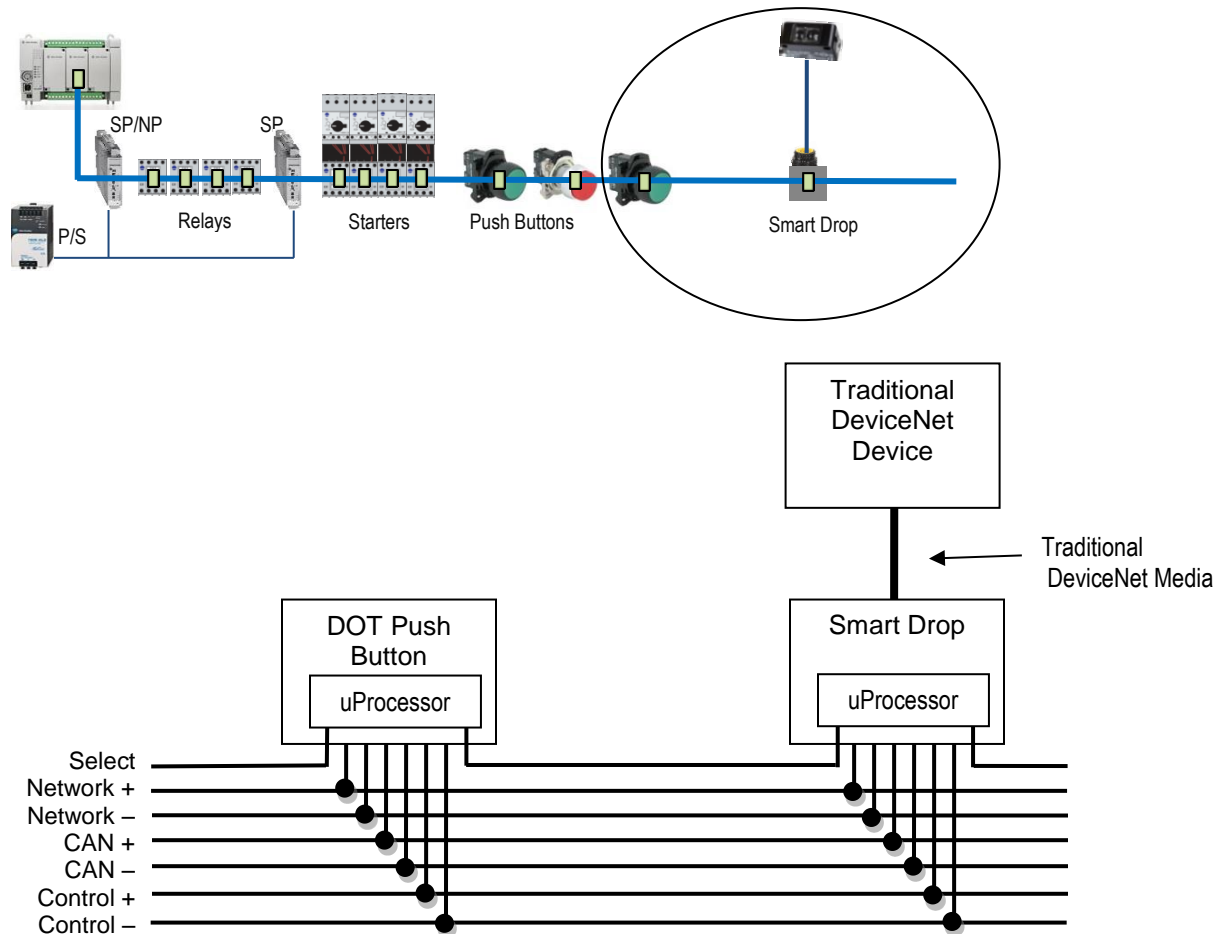 SP/NP
SP
P/S
Relays
Starters
Push Buttons
Smart Drop
Traditional
DeviceNet
Device
Traditional
DeviceNet Media
DOT Push
Button
uProcessor
Smart Drop
uProcessor
Select
Network +
Network –
CAN +
CAN –
Control +
Control –